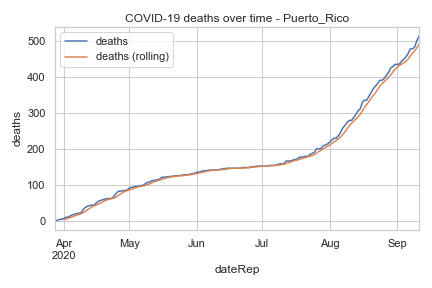 COVID-19 deaths over time - Puerto_Rico
deaths
deaths (rolling)
500
400
300
200
100
0
deaths
Apr May Jun Jul Aug Sep
2020
dateRep